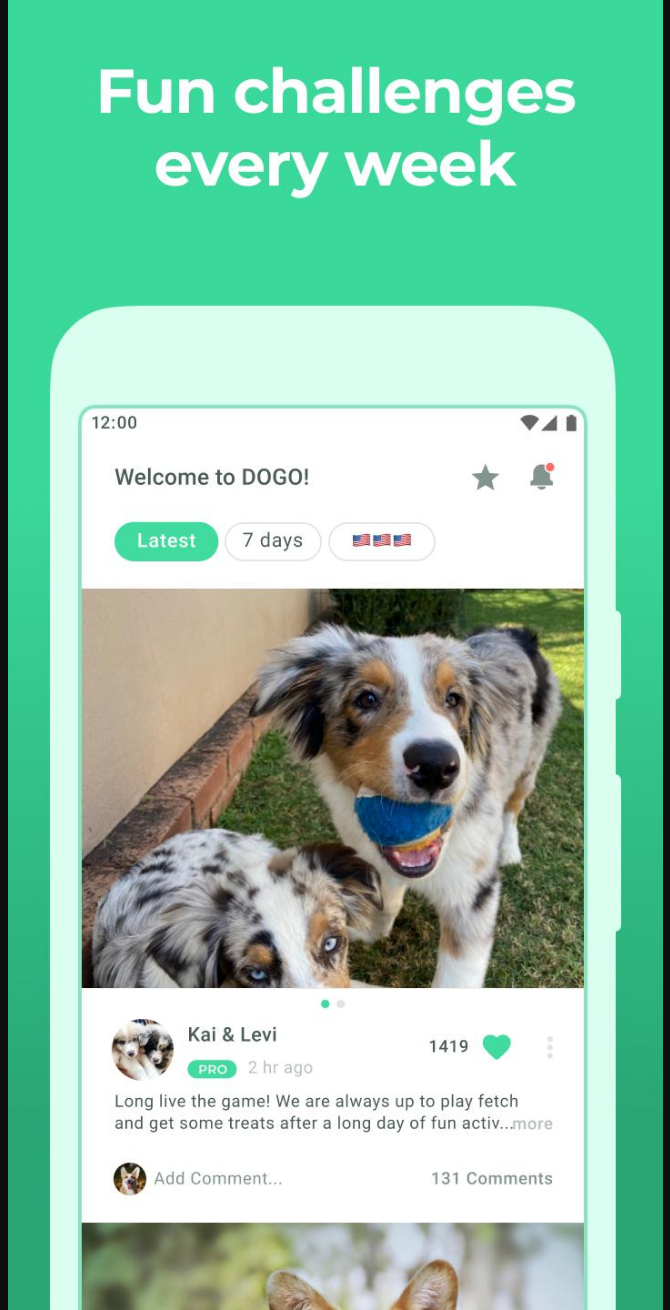 Fun challenges
every week
12:00
Welcome to DOGO!
Latest
7 days
🇺🇸🇺🇸🇺🇸
Kai & Levi
1419
PRO
2 hr ago
Long live the game! We are always up to play fetch
and get some treats after a long day of fun activ...more
Add Comment...
131 Comments